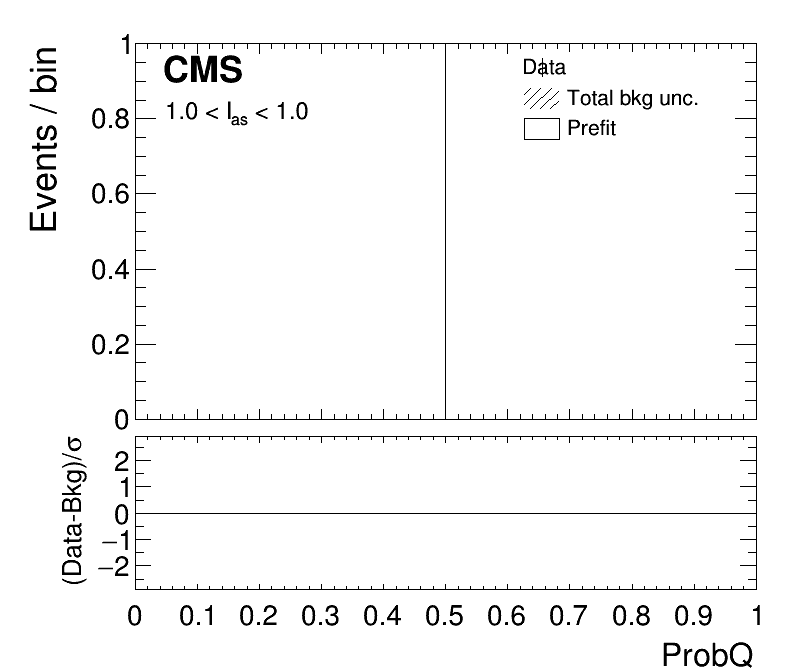 Events / bin
1
0.8
0.6
0.4
0.2
0
CMS
1.0 < Ias < 1.0
Data
Total bkg unc.
Prefit
(Data-Bkg)/σ
2
1
0
−1
−2
0 0.1 0.2 0.3 0.4 0.5 0.6 0.7 0.8 0.9 1
ProbQ